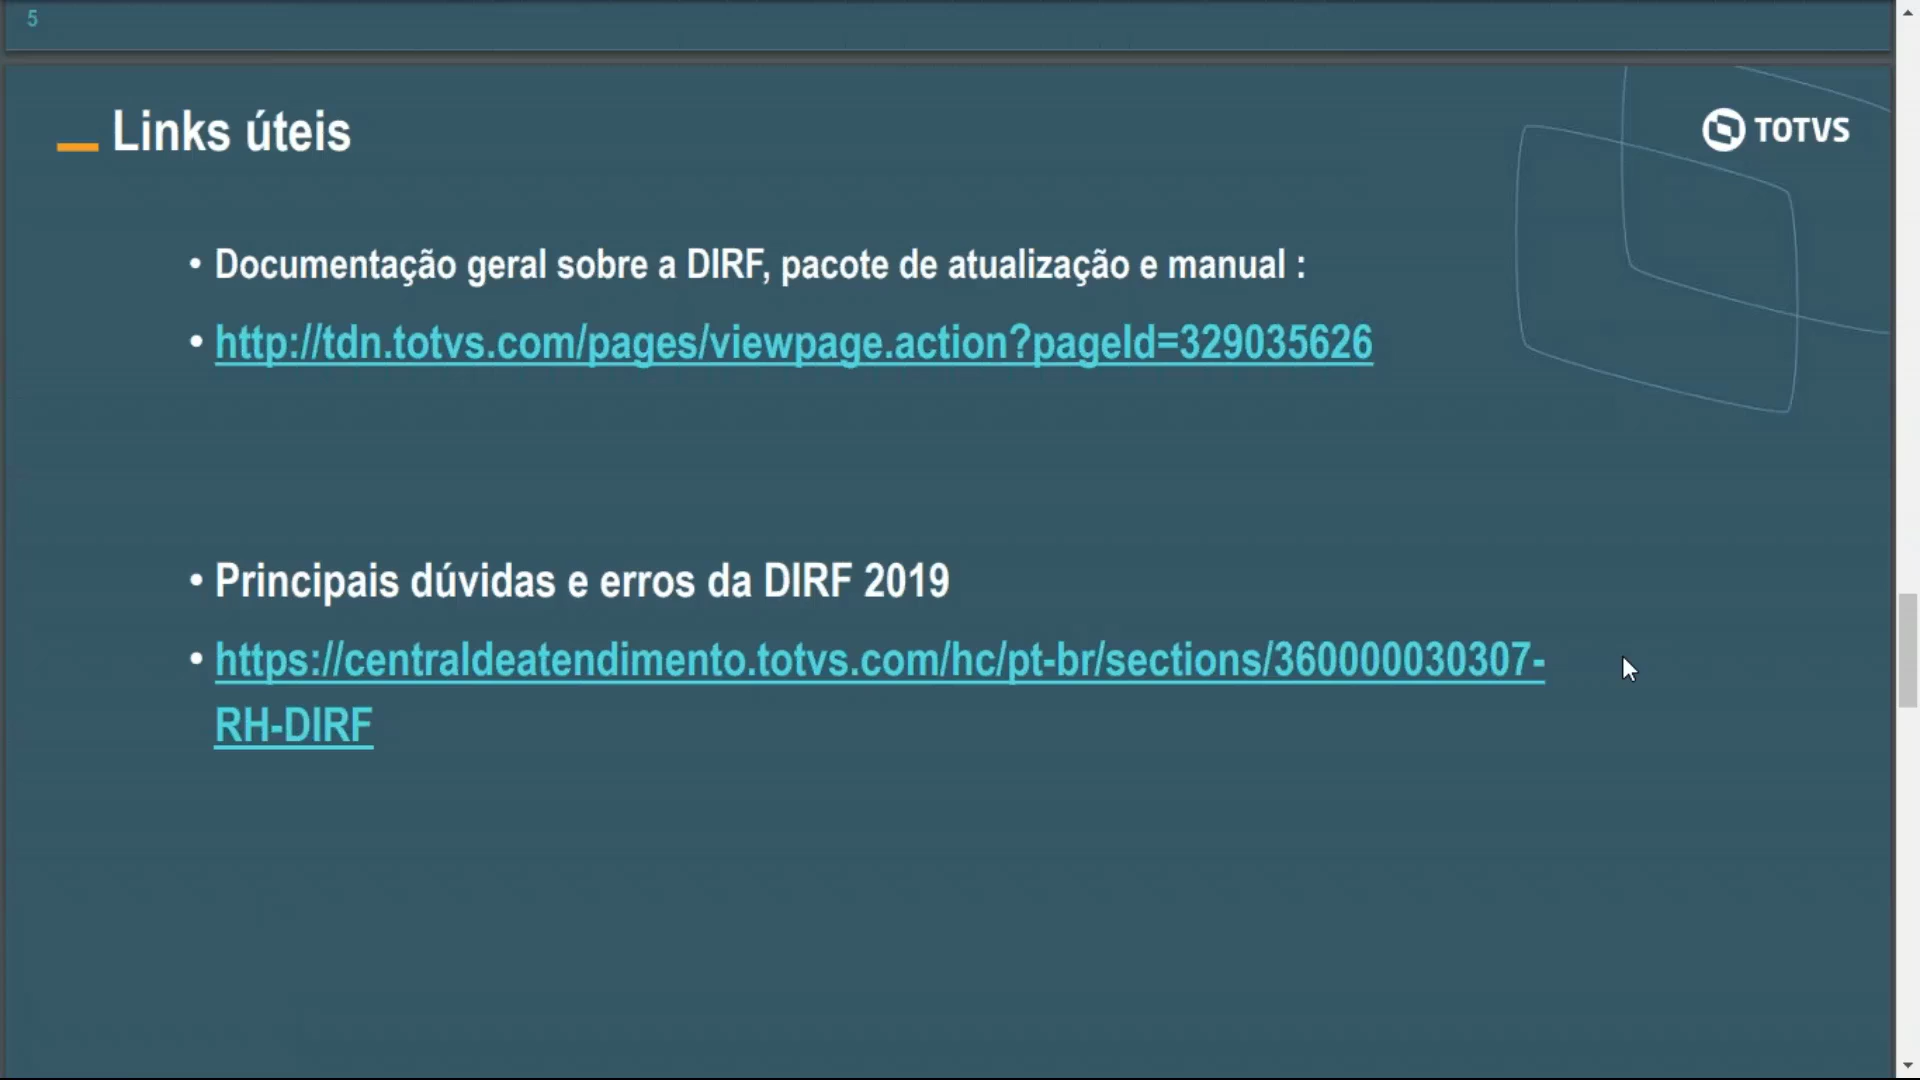 5
Links úteis
TOTVS
• Documentação geral sobre a DIRF, pacote de atualização e manual :
• http://tdn.totvs.com/pages/viewpage.action?pageId=329035626
• Principais dúvidas e erros da DIRF 2019
• https://centraldeatendimento.totvs.com/hc/pt-br/sections/360000030307-
RH-DIRF